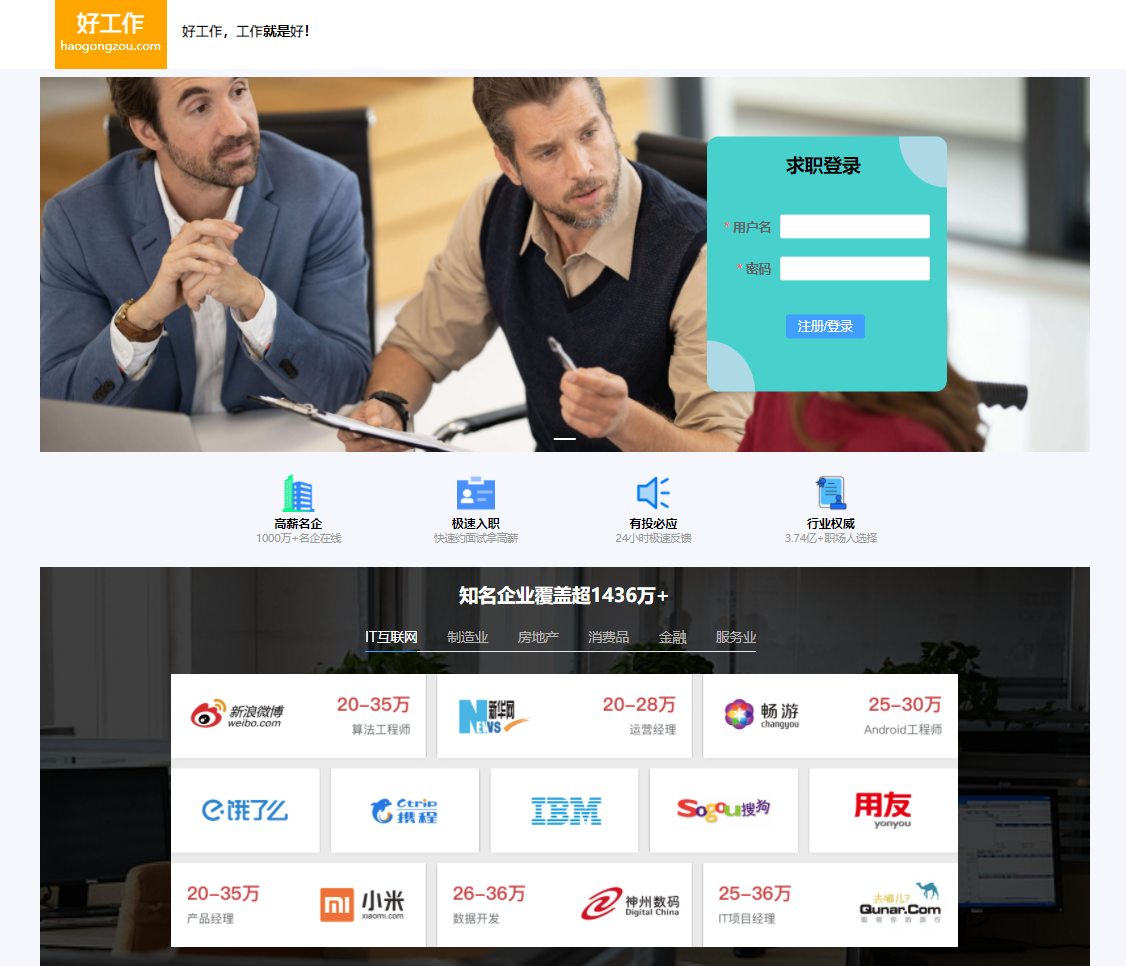 好工作
haogongzou.com
好工作，工作就是好！
求职登录
* 用户名
* 密码
注册/登录
高薪名企
1000万+名企在线
极速入职
快速约面试拿高薪
有投必应
24小时极速反馈
行业权威
3.74亿+职场人选择
知名企业覆盖超1436万+
IT互联网 制造业 房地产 消费品 金融 服务业
新浪微博
weibo.com
20-35万
算法工程师
新华网
NEWS
20-28万
运营经理
畅游
changyou
25-30万
Android工程师
饿了么
Ctrip
携程
IBM
Sogou搜狗
用友
yonyou
20-35万
产品经理
小米
xiaomi.com
26-36万
数据开发
神州数码
Digital China
25-36万
IT项目经理
去哪儿?
Qunar.Com